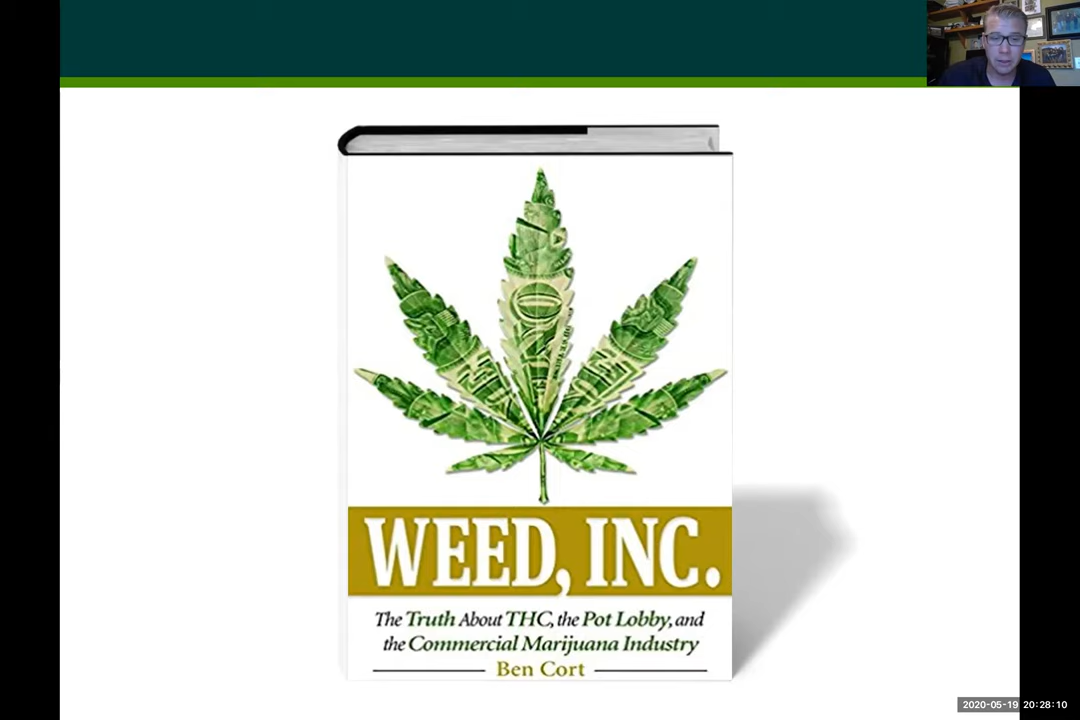 WEED, INC.
The Truth About THC, the Pot Lobby, and
the Commercial Marijuana Industry
Ben Cort
2020-05-19 20:28:10